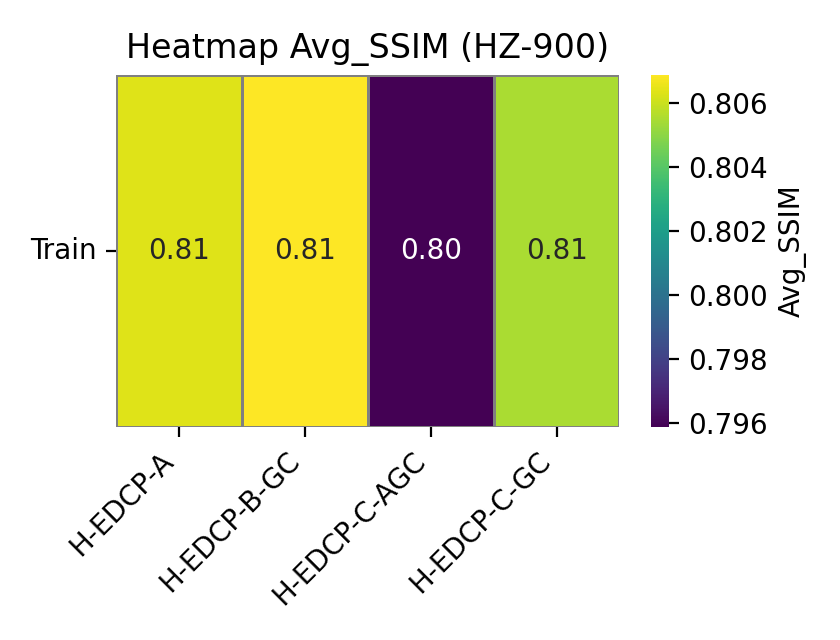 Heatmap Avg_SSIM (HZ-900)
Train
0.81
0.81
0.80
0.81
H-EDCP-A
H-EDCP-B-GC
H-EDCP-C-AGC
H-EDCP-C-GC
0.806
0.804
0.802
0.800
0.798
0.796
Avg_SSIM